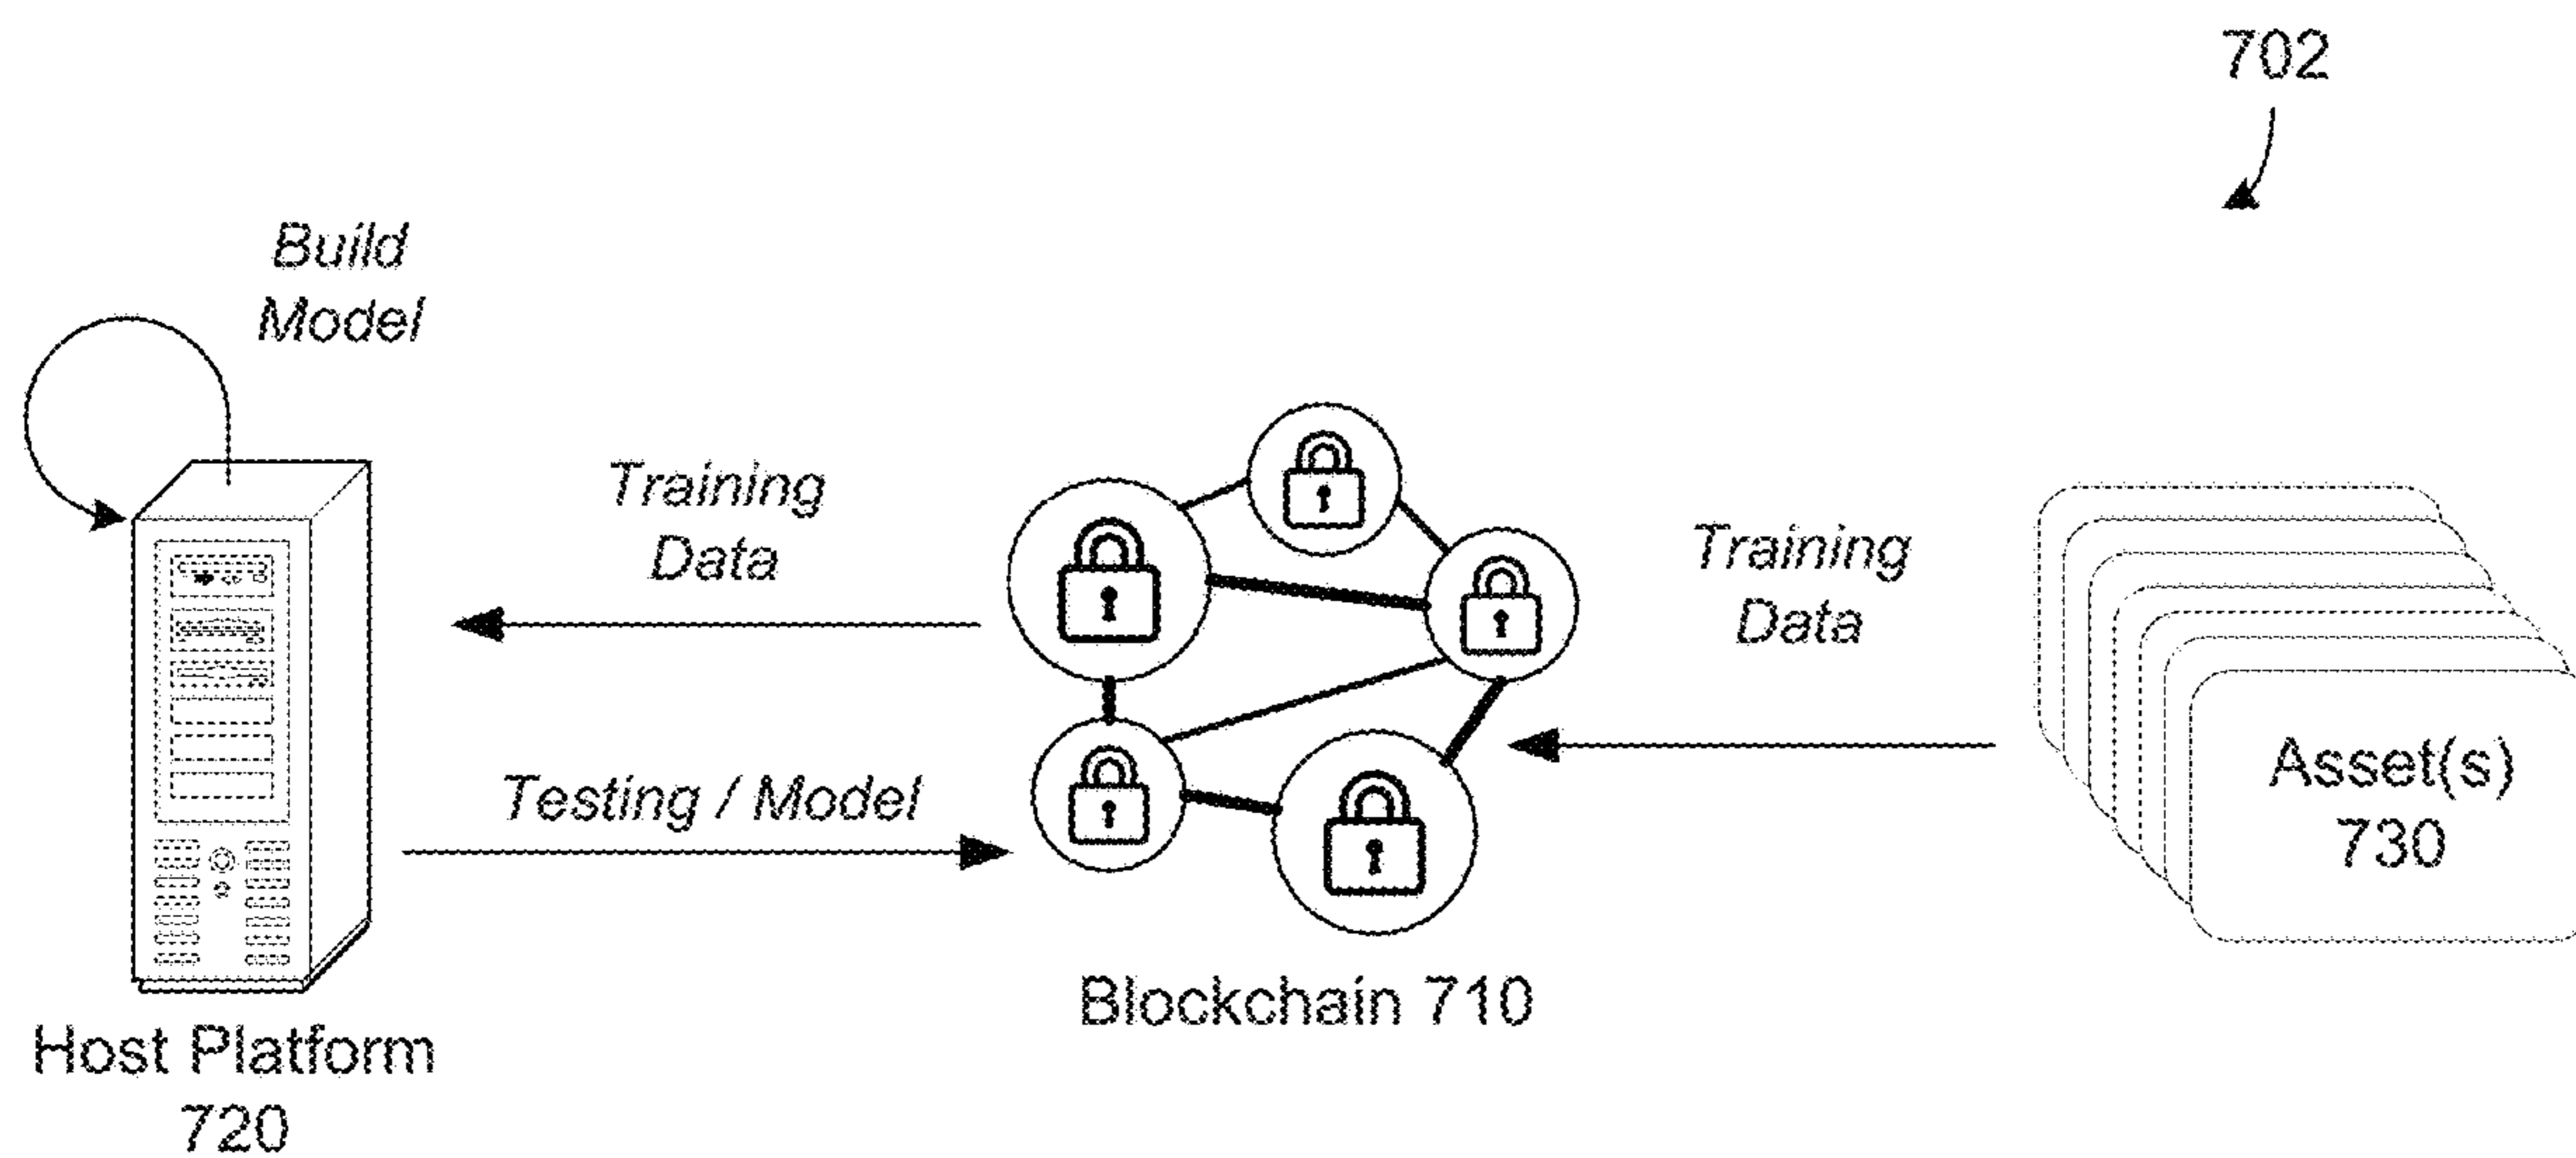 702
Build
Model
Training
Data
Training
Data
Testing / Model
Asset(s)
730
Blockchain 710
Host Platform
720